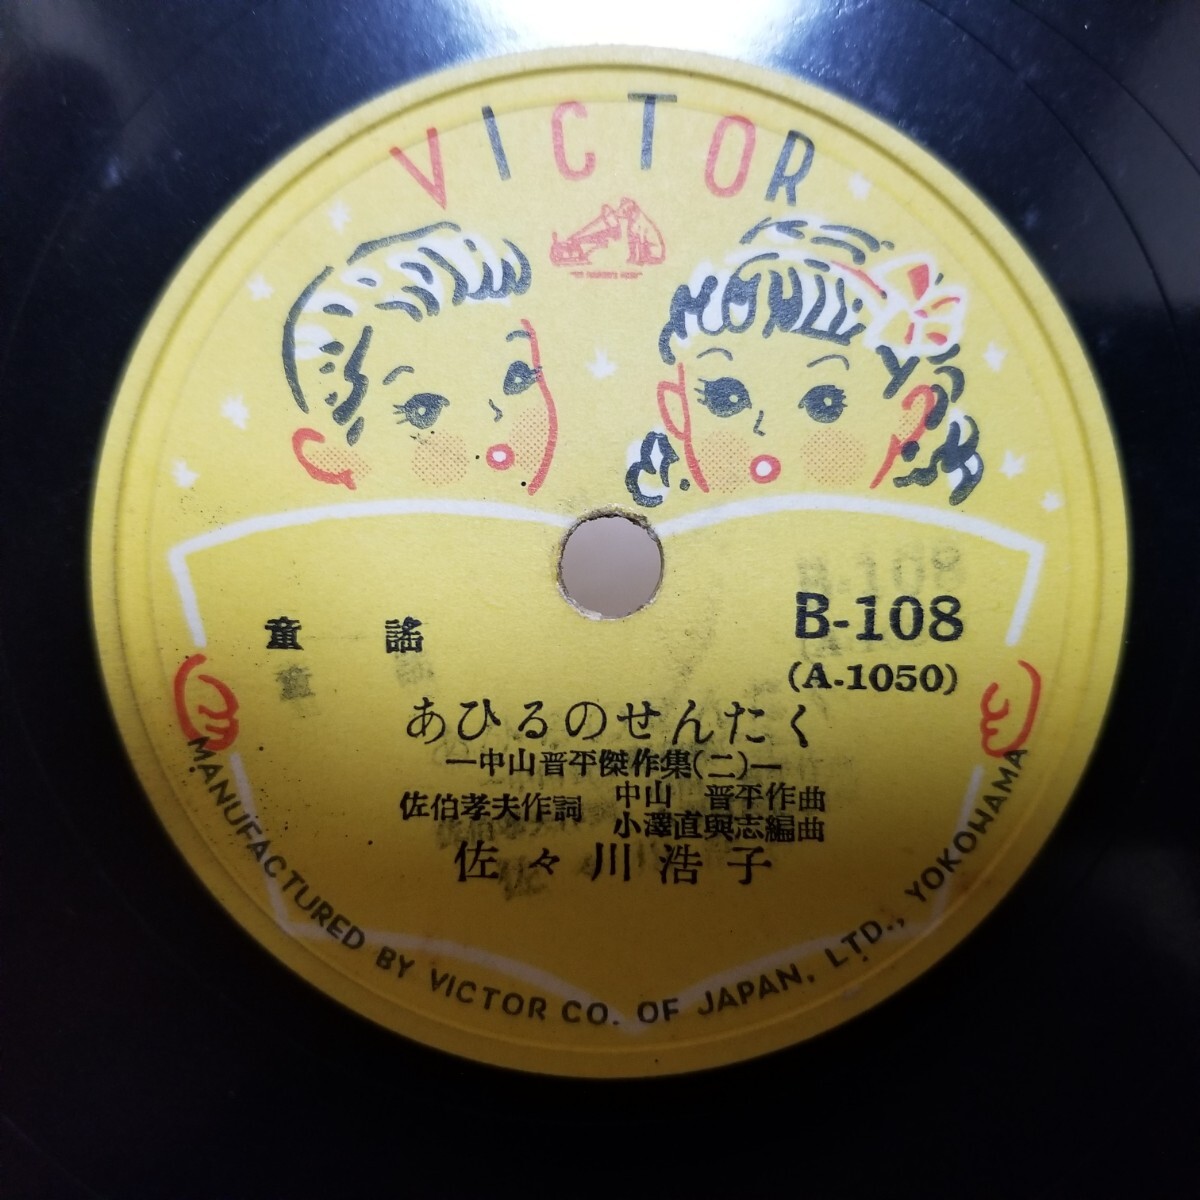 VICTOR
童謠
B-108
(A-1050)
あひるのせんたく
—中山晋平傑作集(二)—
佐伯孝夫作詞
中山晋平作曲
小澤直與志編曲
佐々川浩子
MANUFACTURED BY VICTOR CO. OF JAPAN, LTD., YOKOHAMA